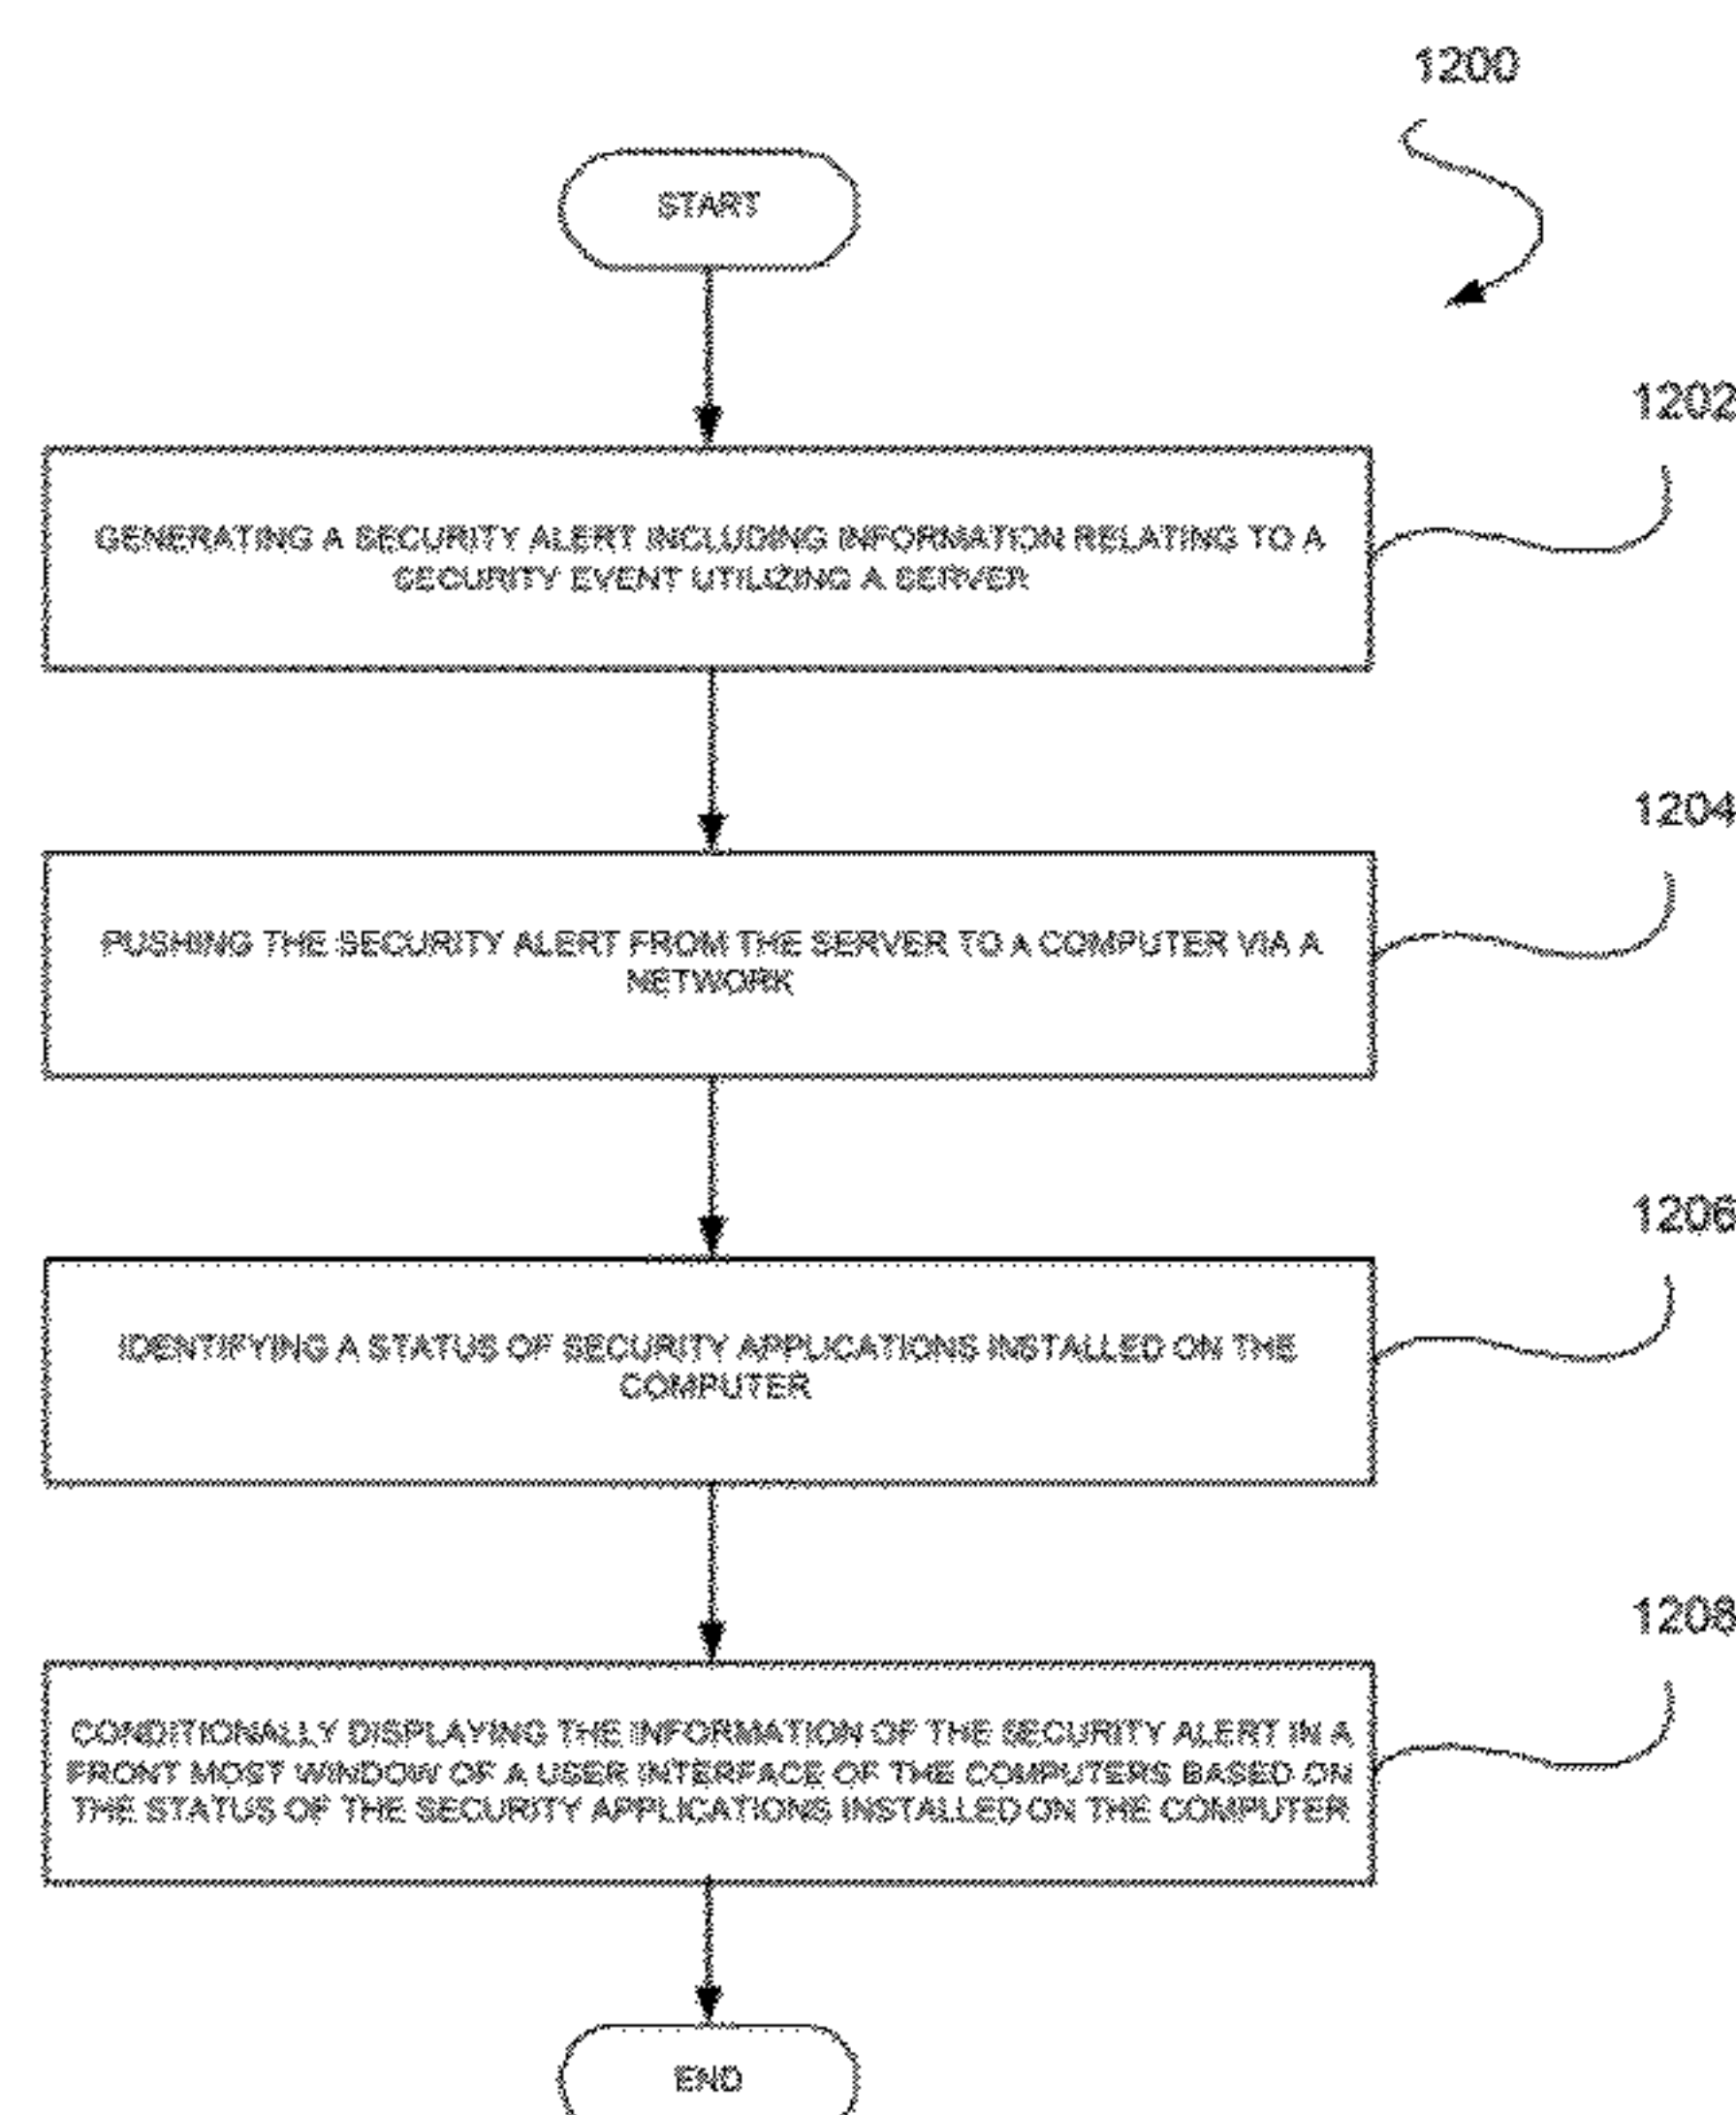 1200
START
1202
GENERATING A SECURITY ALERT INCLUDING INFORMATION RELATING TO A
SECURITY EVENT UTILIZING A SERVER
1204
PUSHING THE SECURITY ALERT FROM THE SERVER TO A COMPUTER VIA A
NETWORK
1206
IDENTIFYING A STATUS OF SECURITY APPLICATIONS INSTALLED ON THE
COMPUTER
1208
CONDITIONALLY DISPLAYING THE INFORMATION OF THE SECURITY ALERT IN A
FRONT MOST WINDOW OF A USER INTERFACE OF THE COMPUTERS BASED ON
THE STATUS OF THE SECURITY APPLICATIONS INSTALLED ON THE COMPUTER
END